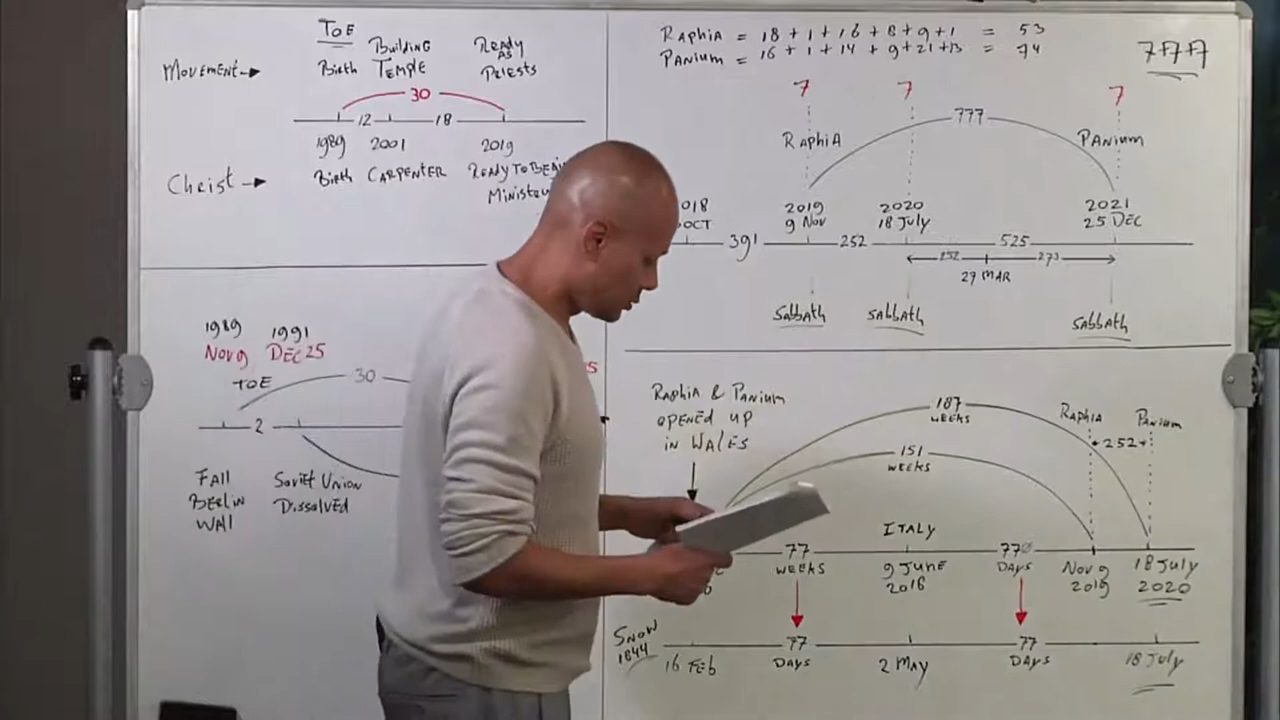 TOE
Birth
Building
TEMPLE
Ready
AS
Priests
Movement
30
12
18
1989
2001
2019
Christ
Birth
CARPENTER
Ready To Begin
Raphia = 18 + 1 + 16 + 8 + 9 + 1 = 53
PANIUM = 16 + 1 + 14 + 9 + 21 + 13 = 74
7+7+7
7
7
7
777
RaphiA
PANIUM
018
OCT
2019
9 Nov
2020
18 July
2021
25 DEC
391
252
525
252
273
29 MAR
Sabbath
Sabbath
Sabbath
1989
Nov 9
1991
DEC 25
TOE
30
2
FAll
BERLIN
WAll
Soviet Union
Dissolved
Raphia & Panium
OPENED UP
IN WALES
187
WEEKS
151
WEEKS
Raphia
Panium
252
77
WEEKS
ITALY
9 JUNE
2018
770
DAYS
Nov 9
2019
18 July
2020
SNOW
1844
16 Feb
77
DAYS
2 May
77
DAYS
18 July